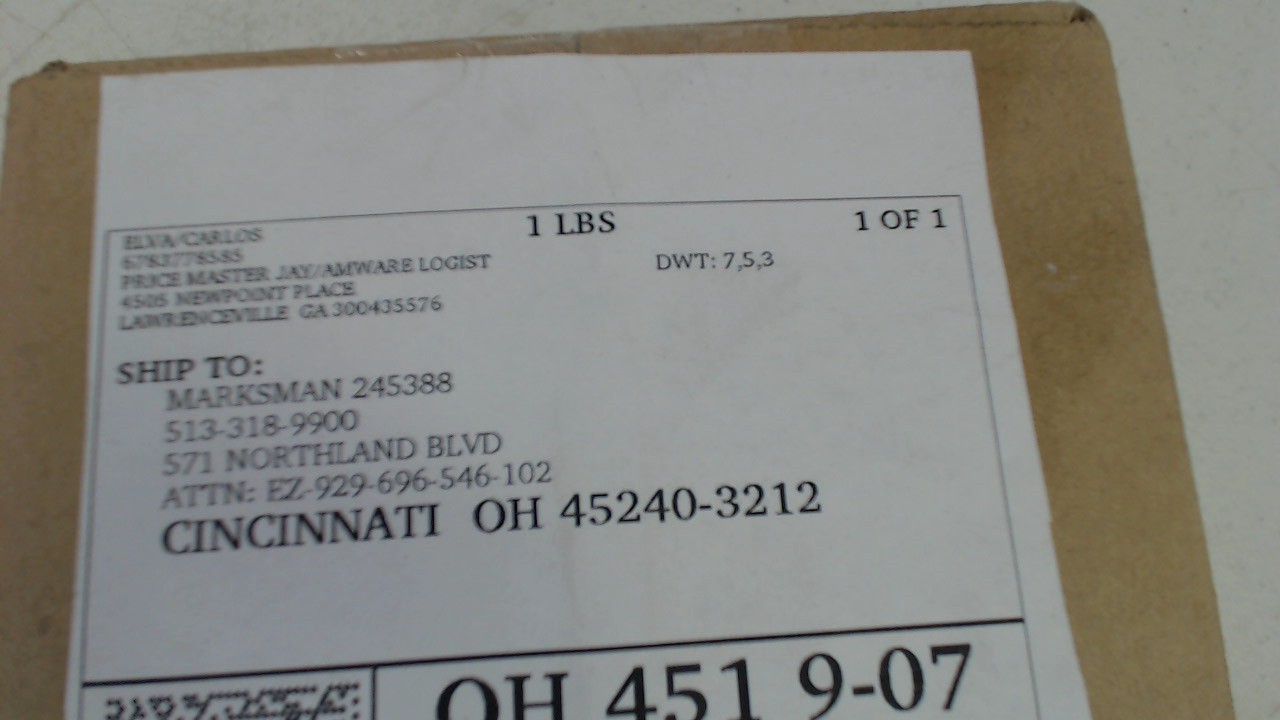 ELVA/CARLOS
6783778585
PRICE MASTER JAY/AMWARE LOGIST
4505 NEWPOINT PLACE
LAWRENCEVILLE GA 300435576
1 LBS
1 OF 1
DWT: 7,5,3
SHIP TO:
MARKSMAN 245388
513-318-9900
571 NORTHLAND BLVD
ATTN: EZ-929-696-546-102
CINCINNATI OH 45240-3212
OH 451 9-07